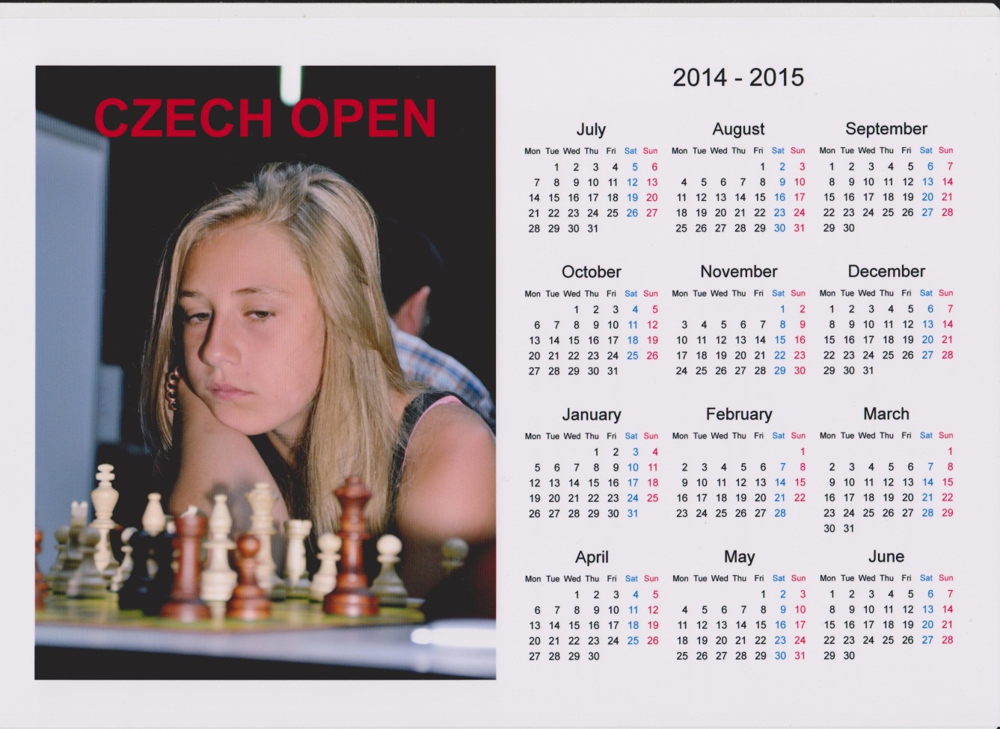 CZECH OPEN
2014 - 2015
July
Mon Tue Wed Thu Fri Sat Sun
1 2 3 4 5 6
7 8 9 10 11 12 13
14 15 16 17 18 19 20
21 22 23 24 25 26 27
28 29 30 31
August
Mon Tue Wed Thu Fri Sat Sun
1 2 3
4 5 6 7 8 9 10
11 12 13 14 15 16 17
18 19 20 21 22 23 24
25 26 27 28 29 30 31
September
Mon Tue Wed Thu Fri Sat Sun
1 2 3 4 5 6 7
8 9 10 11 12 13 14
15 16 17 18 19 20 21
22 23 24 25 26 27 28
29 30
October
Mon Tue Wed Thu Fri Sat Sun
1 2 3 4 5
6 7 8 9 10 11 12
13 14 15 16 17 18 19
20 21 22 23 24 25 26
27 28 29 30 31
November
Mon Tue Wed Thu Fri Sat Sun
1 2
3 4 5 6 7 8 9
10 11 12 13 14 15 16
17 18 19 20 21 22 23
24 25 26 27 28 29 30
December
Mon Tue Wed Thu Fri Sat Sun
1 2 3 4 5 6 7
8 9 10 11 12 13 14
15 16 17 18 19 20 21
22 23 24 25 26 27 28
29 30 31
January
Mon Tue Wed Thu Fri Sat Sun
1 2 3 4
5 6 7 8 9 10 11
12 13 14 15 16 17 18
19 20 21 22 23 24 25
26 27 28 29 30 31
February
Mon Tue Wed Thu Fri Sat Sun
1
2 3 4 5 6 7 8
9 10 11 12 13 14 15
16 17 18 19 20 21 22
23 24 25 26 27 28
March
Mon Tue Wed Thu Fri Sat Sun
1
2 3 4 5 6 7 8
9 10 11 12 13 14 15
16 17 18 19 20 21 22
23 24 25 26 27 28 29
30 31
April
Mon Tue Wed Thu Fri Sat Sun
1 2 3 4 5
6 7 8 9 10 11 12
13 14 15 16 17 18 19
20 21 22 23 24 25 26
27 28 29 30
May
Mon Tue Wed Thu Fri Sat Sun
1 2 3
4 5 6 7 8 9 10
11 12 13 14 15 16 17
18 19 20 21 22 23 24
25 26 27 28 29 30 31
June
Mon Tue Wed Thu Fri Sat Sun
1 2 3 4 5 6 7
8 9 10 11 12 13 14
15 16 17 18 19 20 21
22 23 24 25 26 27 28
29 30